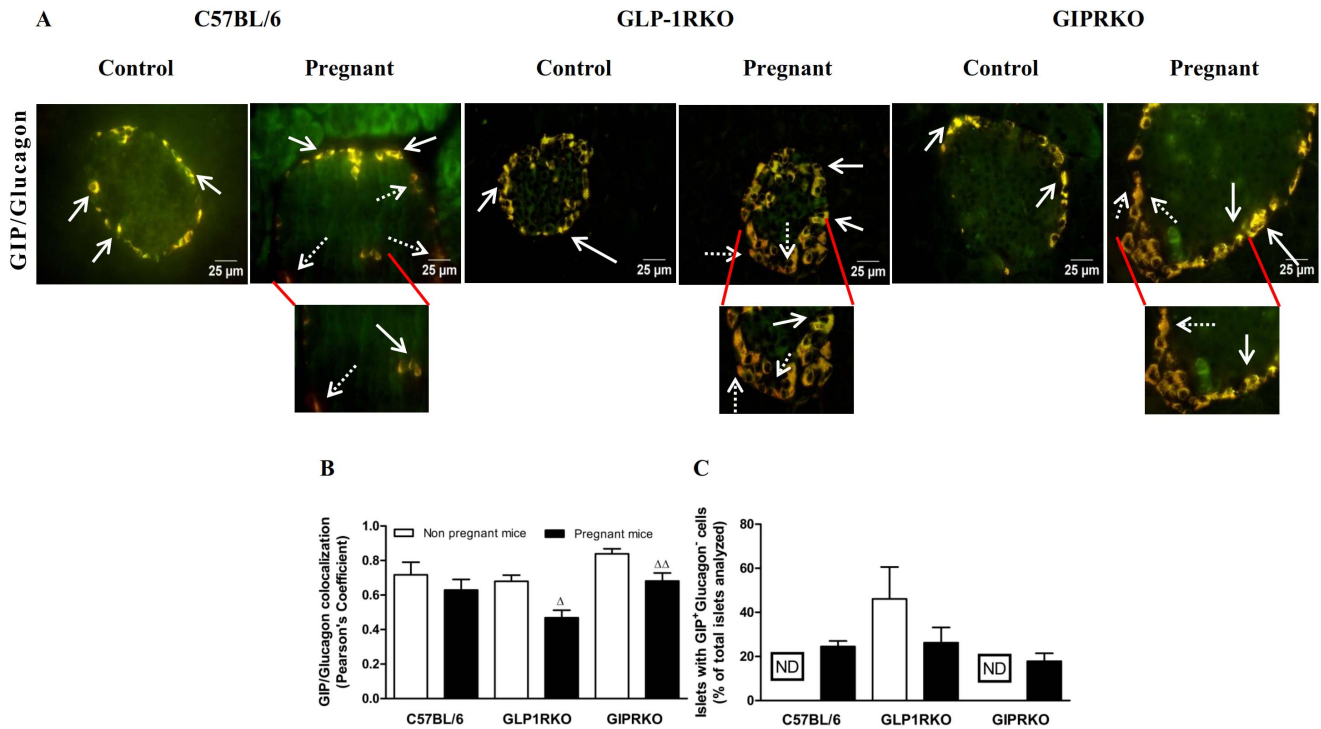 A
C57BL/6
GLP-1RKO
GIPRKO
Control
Pregnant
Control
Pregnant
Control
Pregnant
GIP/Glucagon
25 µm
25 µm
25 µm
25 µm
25 µm
25 µm
B
GIP/Glucagon colocalization
(Pearson's Coefficient)
1.0
0.8
0.6
0.4
0.2
0.0
Non pregnant mice
Pregnant mice
Δ
ΔΔ
C57BL/6
GLP1RKO
GIPRKO
C
Islets with GIP⁺Glucagon⁻ cells
(% of total islets analyzed)
80
60
40
20
0
ND
ND
C57BL/6
GLP1RKO
GIPRKO